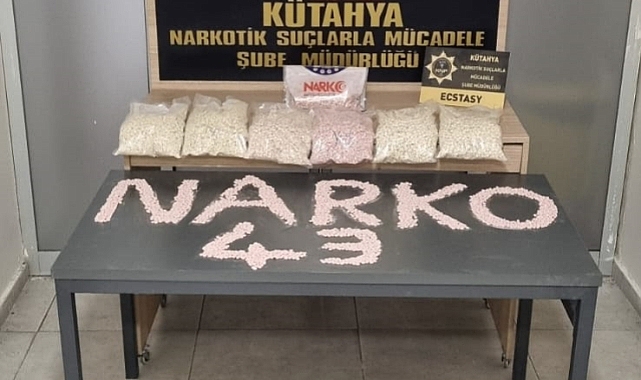 KÜTAHYA
NARKOTİK SUÇLARLA MÜCADELE
ŞUBE MÜDÜRLÜĞÜ
NARKO
KÜTAHYA
NARKOTİK SUÇLARLA
MÜCADELE
ŞUBE MÜDÜRLÜĞÜ
ECSTASY
NARKO
43